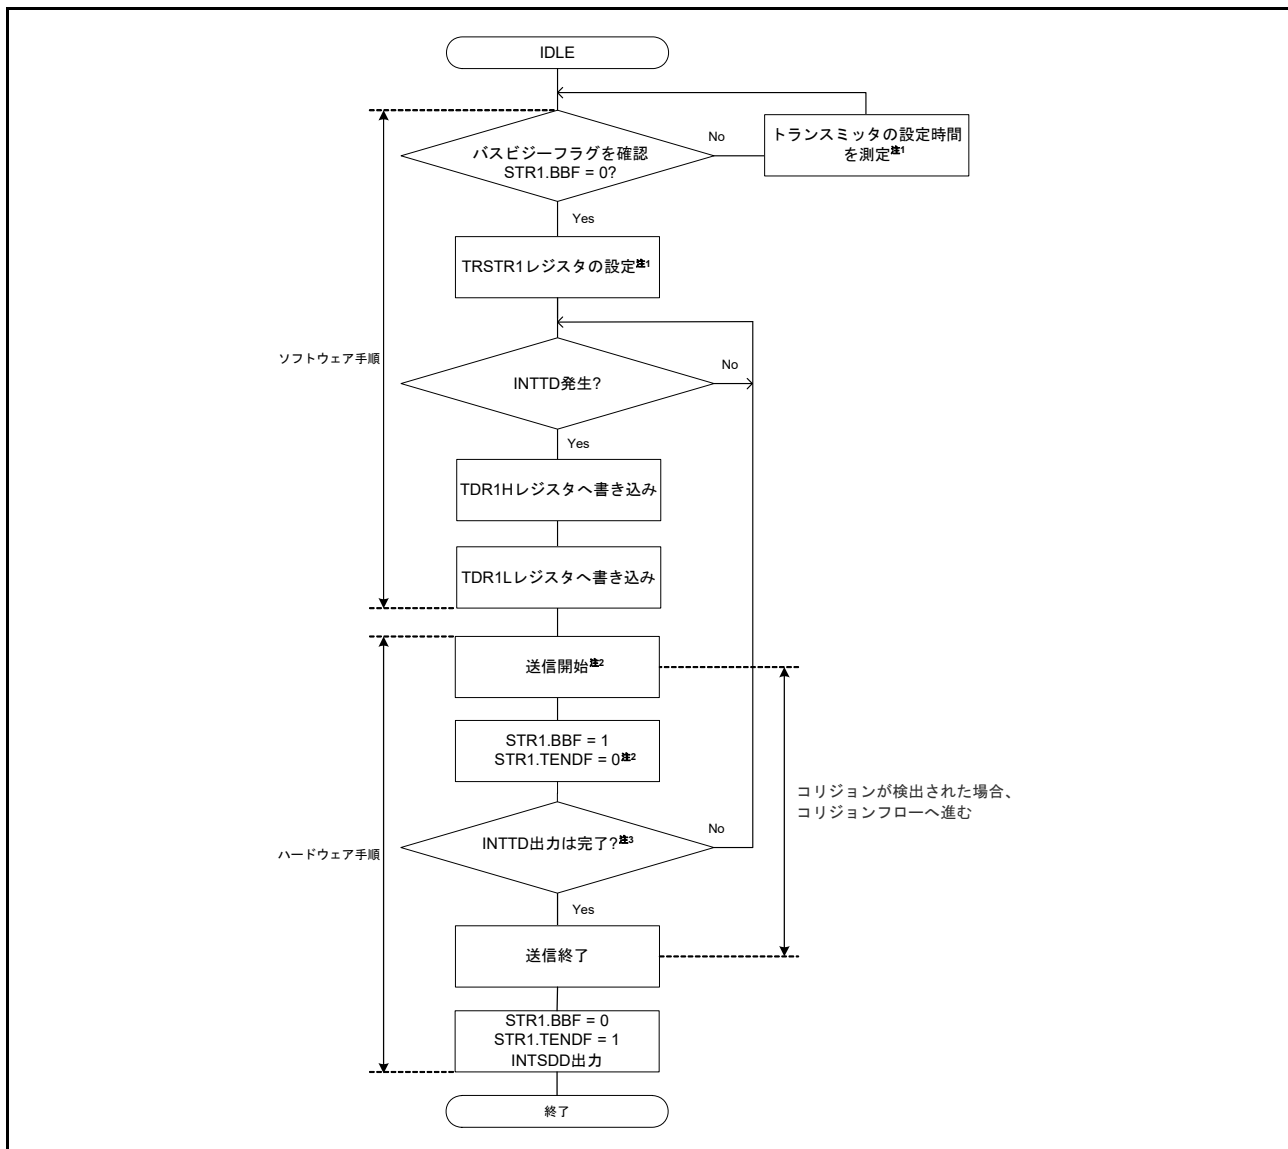 IDLE
バスビジーフラグを確認
STR1.BBF = 0?
No
トランスミッタの設定時間
を測定注1
Yes
TRSTR1レジスタの設定注1
ソフトウェア手順
INTTD発生?
No
Yes
TDR1Hレジスタへ書き込み
TDR1Lレジスタへ書き込み
送信開始注2
STR1.BBF = 1
STR1.TENDF = 0注2
コリジョンが検出された場合、
コリジョンフローへ進む
ハードウェア手順
INTTD出力は完了?注3
No
Yes
送信終了
STR1.BBF = 0
STR1.TENDF = 1
INTSDD出力
終了